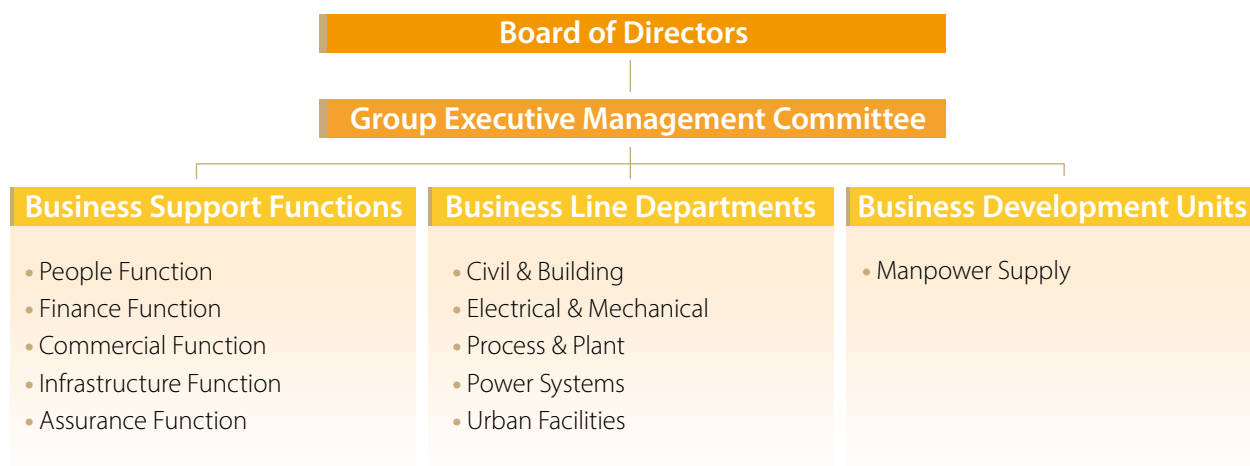 Board of Directors
Group Executive Management Committee
Business Support Functions
• People Function
• Finance Function
• Commercial Function
• Infrastructure Function
• Assurance Function
Business Line Departments
• Civil & Building
• Electrical & Mechanical
• Process & Plant
• Power Systems
• Urban Facilities
Business Development Units
• Manpower Supply